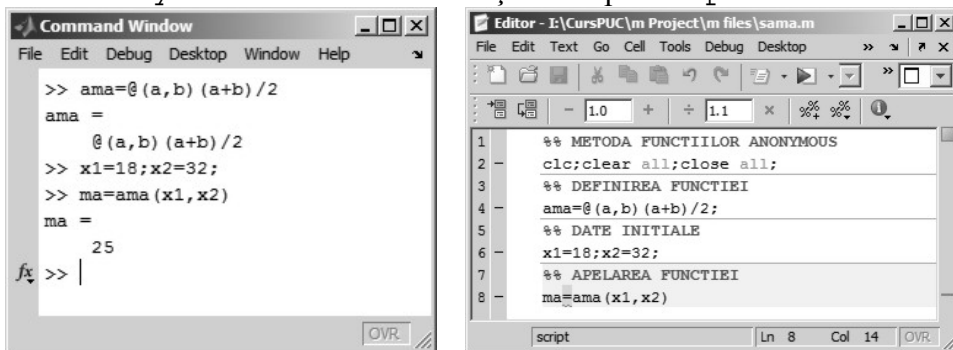 Command Window
File Edit Debug Desktop Window Help
>> ama=@(a,b)(a+b)/2
ama =
@(a,b)(a+b)/2
>> x1=18;x2=32;
>> ma=ama(x1,x2)
ma =
25
fx >>
OVR
Editor - I:\CursPUC\m Project\m files\sama.m
File Edit Text Go Cell Tools Debug Desktop
- 1.0 + ÷ 1.1 ×
1 %% METODA FUNCTIILOR ANONYMOUS
2 - clc;clear all;close all;
3 %% DEFINIREA FUNCTIEI
4 - ama=@(a,b)(a+b)/2;
5 %% DATE INITIALE
6 - x1=18;x2=32;
7 %% APELAREA FUNCTIEI
8 - ma=ama(x1,x2)
script Ln 8 Col 14 OVR